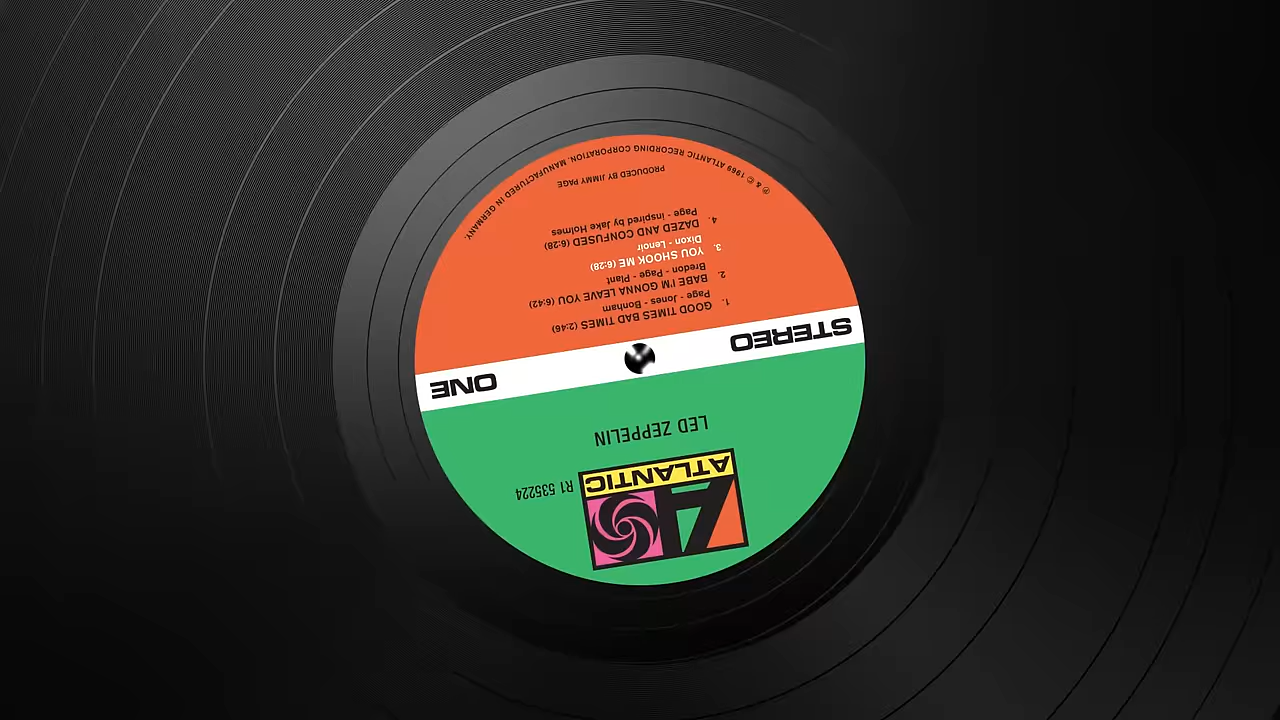 ATLANTIC
R1 535224
LED ZEPPELIN
STEREO
ONE
1. GOOD TIMES BAD TIMES (2:46)
Page - Jones - Bonham
2. BABE I'M GONNA LEAVE YOU (6:42)
Bredon - Page - Plant
3. YOU SHOOK ME (6:28)
Dixon - Lenoir
4. DAZED AND CONFUSED (6:28)
Page - inspired by Jake Holmes
PRODUCED BY JIMMY PAGE
℗ & © 1969 ATLANTIC RECORDING CORPORATION. MANUFACTURED IN GERMANY.